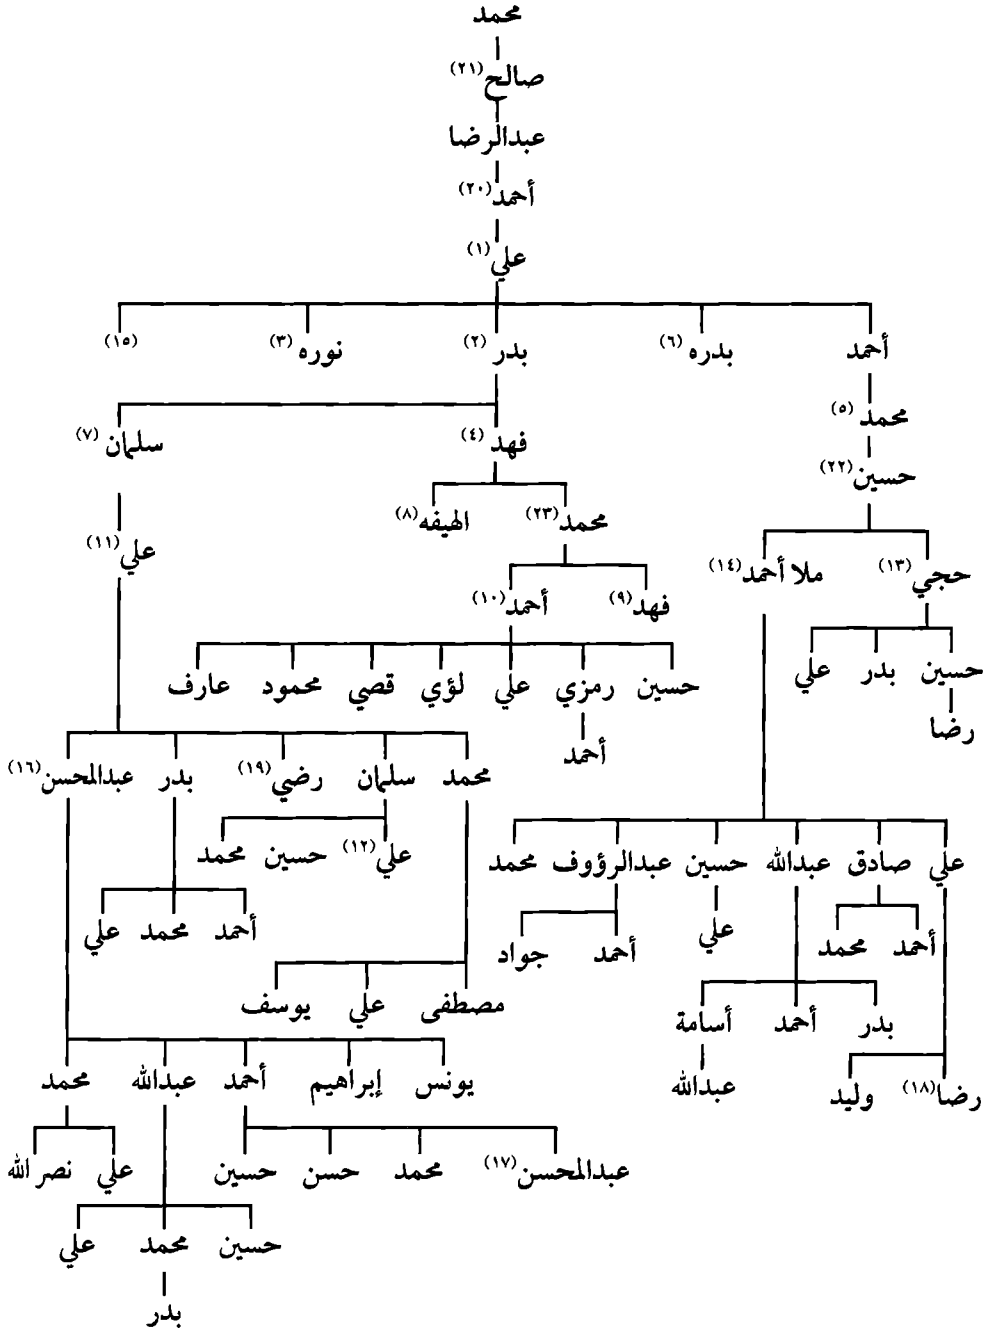 محمد
صالح (٢١)
عبدالرضا
أحمد (٢٠)
علي (١)
أحمد بدره (٦) بدر (٢) نوره (٣) (١٥)
محمد (٥)
فهد (٤) سلمان (٧)
حسين (٢٢)
محمد (٢٣) الهيفه (٨)
علي (١١)
حجي (١٣) ملا أحمد (١٤)
فهد (٩) أحمد (١٠)
حسين بدر علي
حسين رمزي علي لؤي قصي محمود عارف
رضا
أحمد
محمد سلمان رضي (١٩) بدر عبدالمحسن (١٦)
علي (١٢) حسين محمد
علي صادق عبدالله حسين عبدالرؤوف محمد
أحمد محمد علي
أحمد محمد علي أحمد جواد
مصطفى علي يوسف
بدر أحمد أسامة
يونس إبراهيم أحمد عبدالله محمد
رضا (١٨) وليد عبدالله
عبدالمحسن (١٧) محمد حسن حسين علي نصر الله
حسين محمد علي
بدر